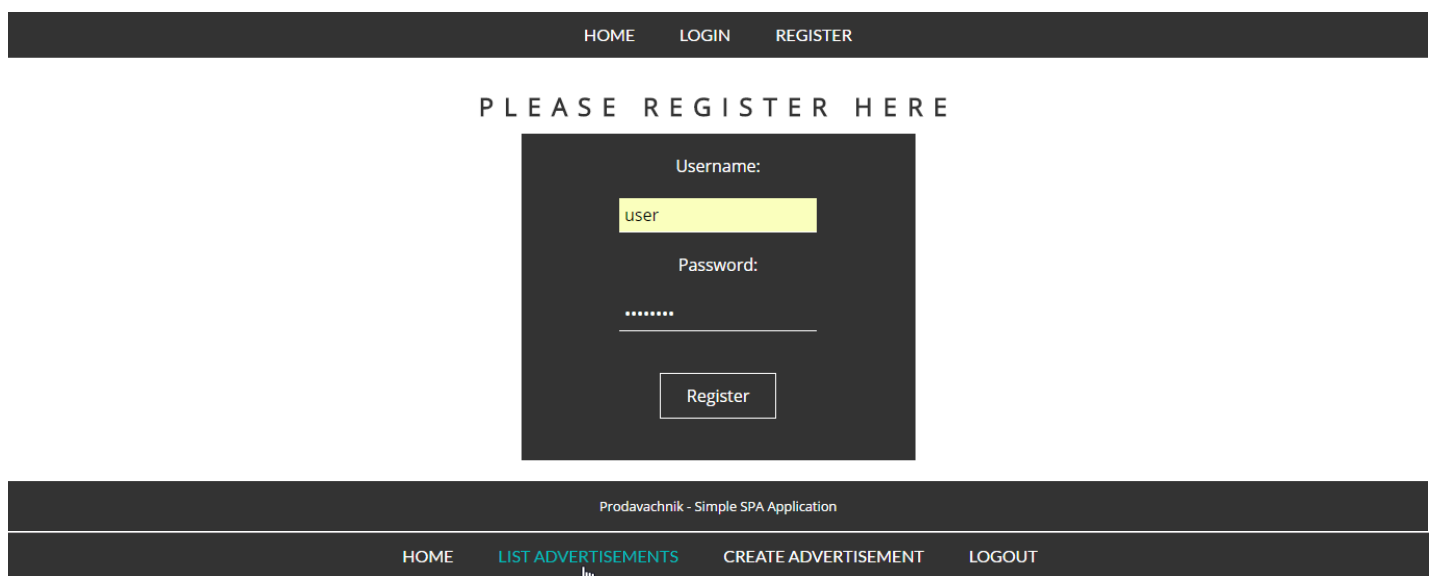 HOME LOGIN REGISTER
PLEASE REGISTER HERE
Username:
user
Password:
••••••••
Register
Prodavachnik - Simple SPA Application
HOME LIST ADVERTISEMENTS CREATE ADVERTISEMENT LOGOUT